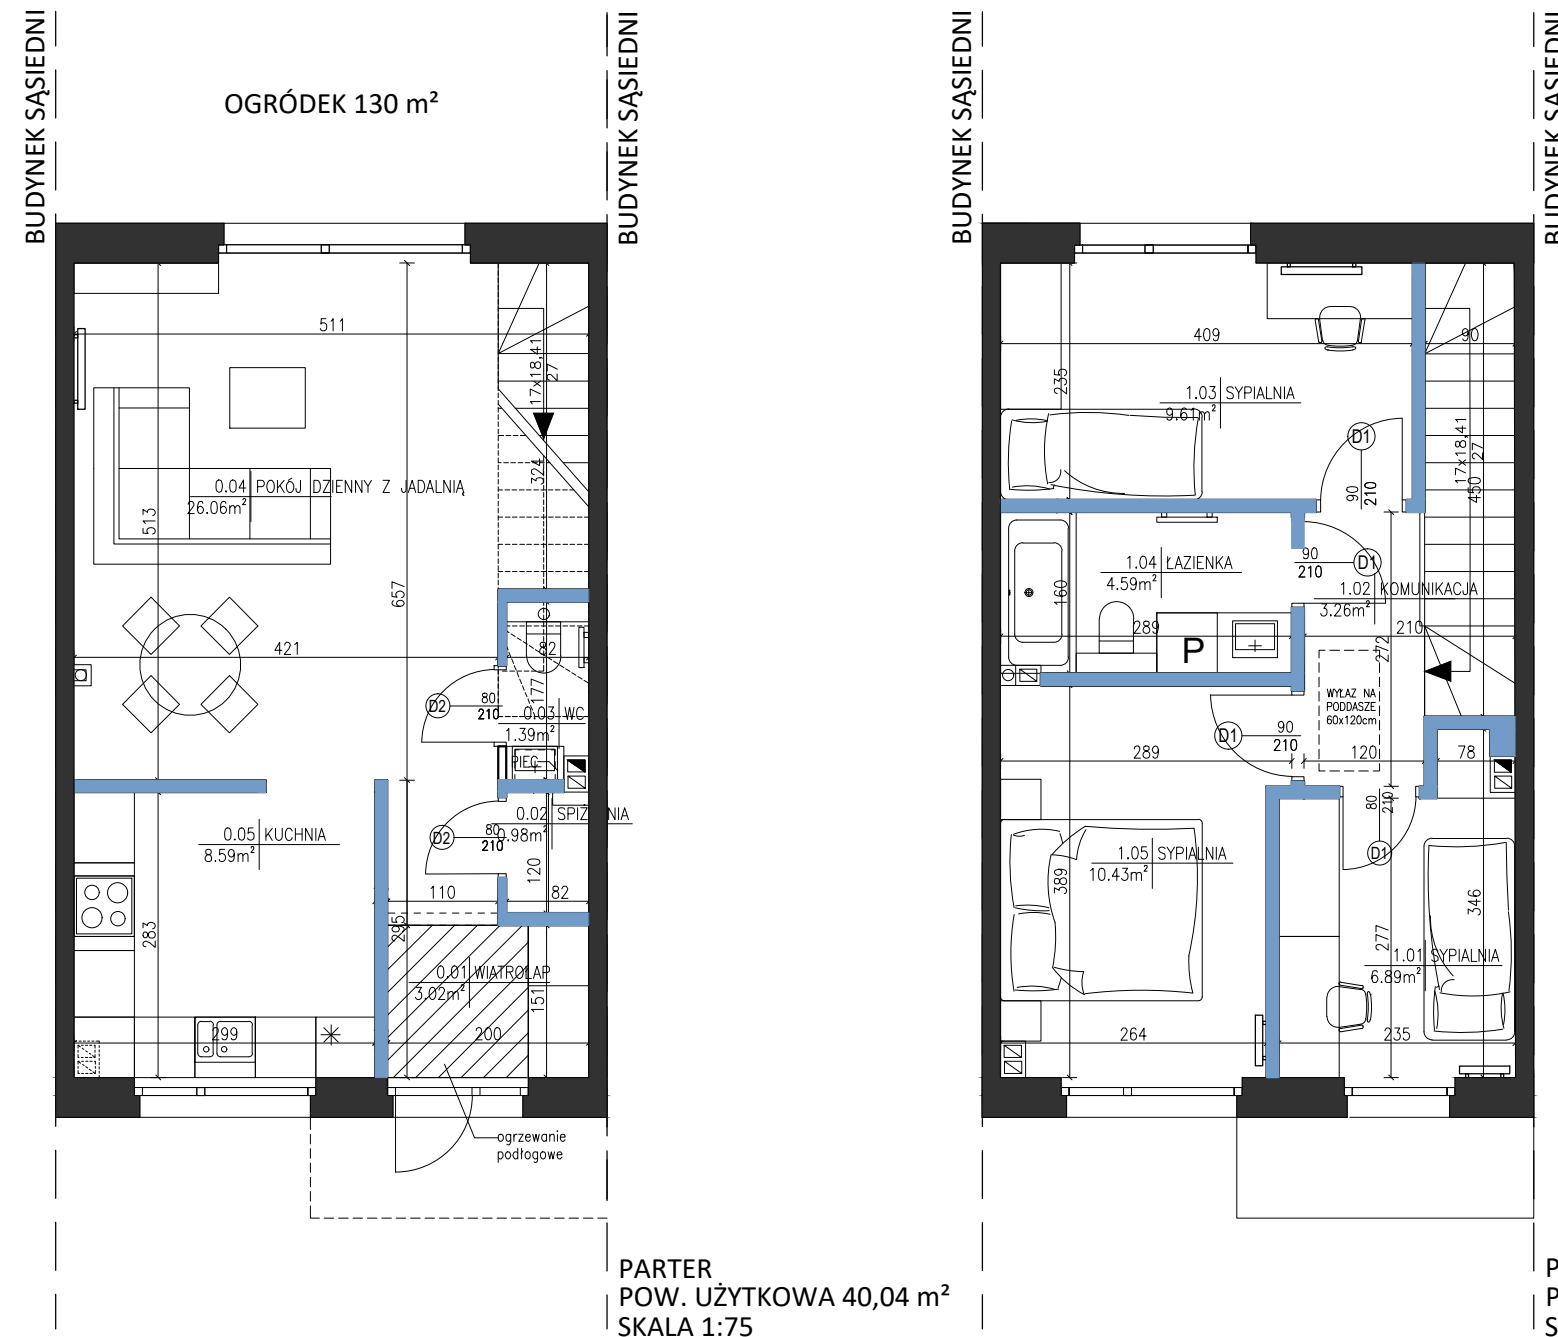 BUDYNEK SĄSIEDNI
OGRÓDEK 130 m²
BUDYNEK SĄSIEDNI
511
17x18,41
27
324
0.04 POKÓJ DZIENNY Z JADALNIĄ
26.06m²
513
657
421
82
177
D2
80
210
0.03 WC
1.39m²
PIEC
0.02 SPIŻ NIA
0.98m²
D2
80
210
0.05 KUCHNIA
8.59m²
120
110
82
283
295
0.01 WIATROŁAP
3.02m²
151
299
200
ogrzewanie
podłogowe
PARTER
POW. UŻYTKOWA 40,04 m²
SKALA 1:75
BUDYNEK SĄSIEDNI
BUDYNEK SĄSIEDNI
409
90
235
1.03 SYPIALNIA
9.61m²
D1
90
210
17x18,41
27
450
1.04 ŁAZIENKA
4.59m²
90
210
D1
1.02 KOMUNIKACJA
3.26m²
160
289
210
P
272
WYŁAZ NA
PODDASZE
60x120cm
D1
90
210
289
120
78
80
210
D1
1.05 SYPIALNIA
10.43m²
389
346
277
1.01 SYPIALNIA
6.89m²
264
235
P
P
S